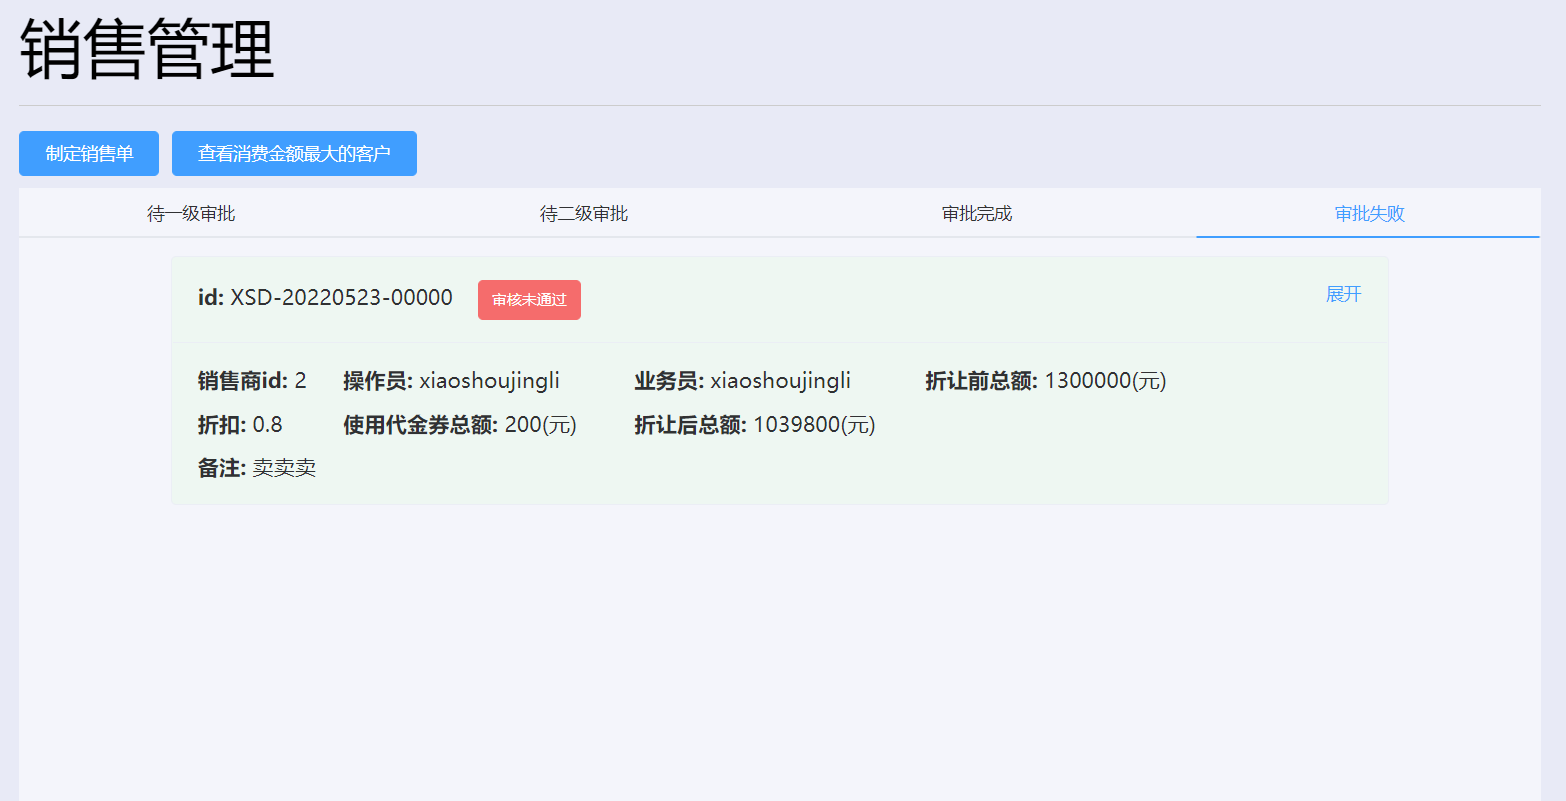 销售管理
制定销售单 查看消费金额最大的客户
待一级审批 待二级审批 审批完成 审批失败
id: XSD-20220523-00000 审核未通过 展开
销售商id: 2 操作员: xiaoshoujingli 业务员: xiaoshoujingli 折让前总额: 1300000(元)
折扣: 0.8 使用代金券总额: 200(元) 折让后总额: 1039800(元)
备注: 卖卖卖